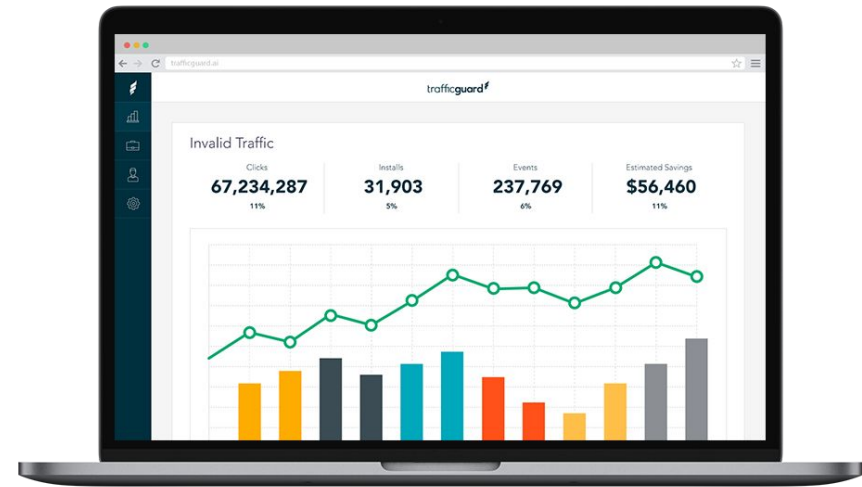 trafficguard.ai
trafficguard
Invalid Traffic
Clicks
Installs
Events
Estimated Savings
67,234,287
31,903
237,769
$56,460
11%
5%
6%
11%